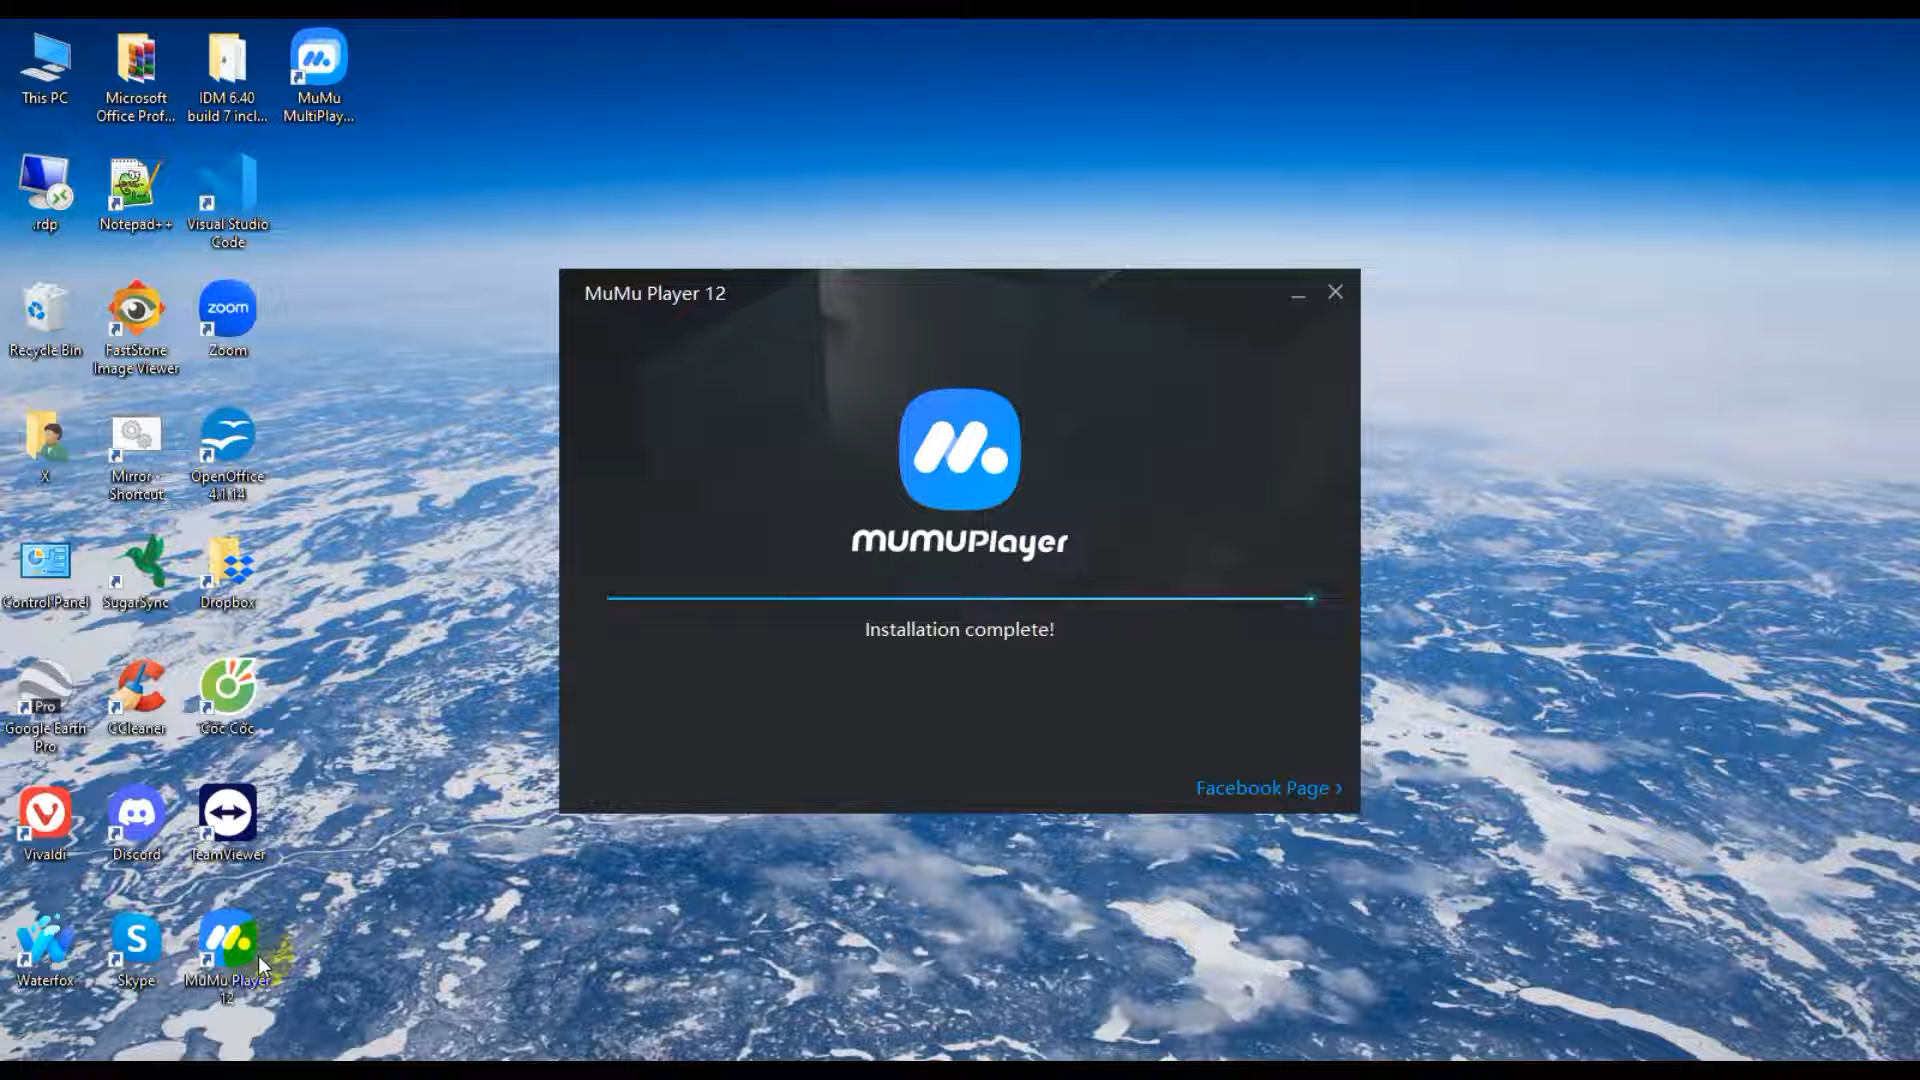 This PC
Microsoft
Office Prof...
IDM 6.40
build 7 incl...
MuMu
MultiPlay...
.rdp
Notepad++
Visual Studio
Code
Recycle Bin
FastStone
Image Viewer
zoom
Zoom
X
Mirror -
Shortcut
OpenOffice
4.1.14
Control Panel
SugarSync
Dropbox
Pro
Google Earth
Pro
CCleaner
Cốc Cốc
Vivaldi
Discord
TeamViewer
Waterfox
S
Skype
MuMu Player
12
MuMu Player 12
MUMUPlayer
Installation complete!
Facebook Page ›